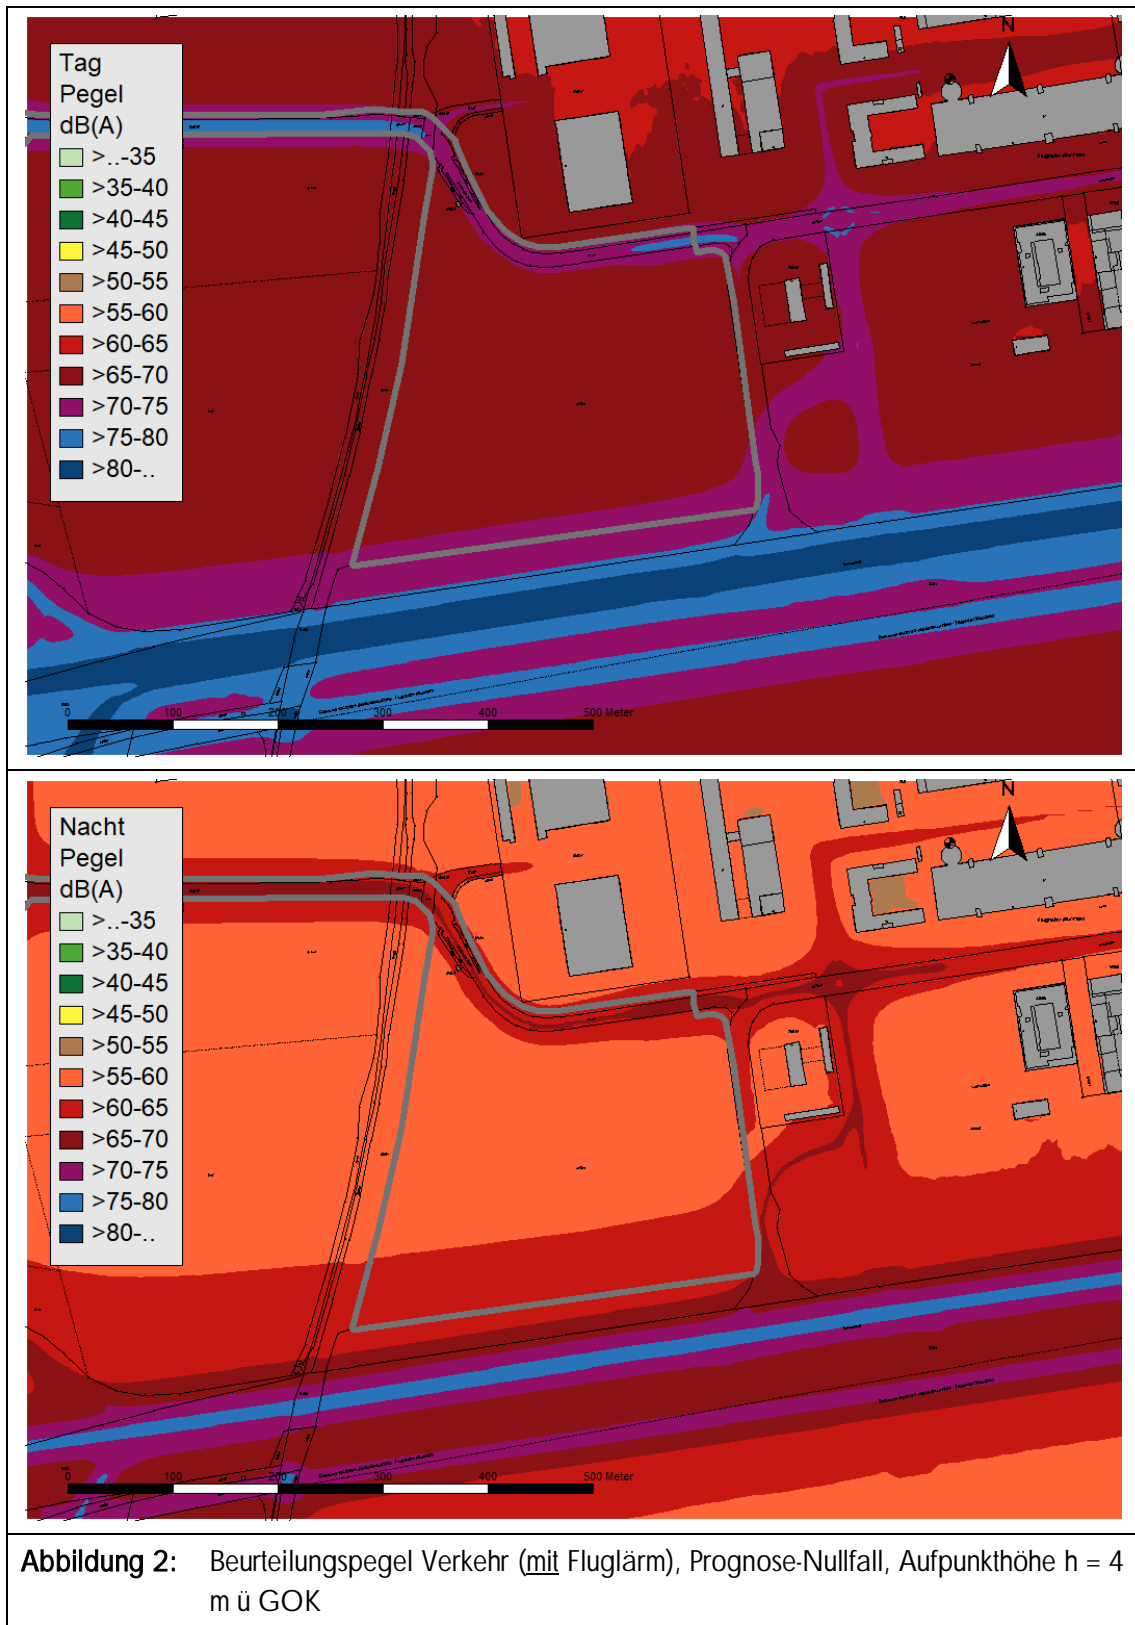 Tag
Pegel
dB(A)
>..-35
>35-40
>40-45
>45-50
>50-55
>55-60
>60-65
>65-70
>70-75
>75-80
>80-..
N
0 100 200 300 400 500 Meter
Nacht
Pegel
dB(A)
>..-35
>35-40
>40-45
>45-50
>50-55
>55-60
>60-65
>65-70
>70-75
>75-80
>80-..
N
0 100 200 300 400 500 Meter
Abbildung 2: Beurteilungspegel Verkehr (mit Fluglärm), Prognose-Nullfall, Aufpunkthöhe h = 4
m ü GOK